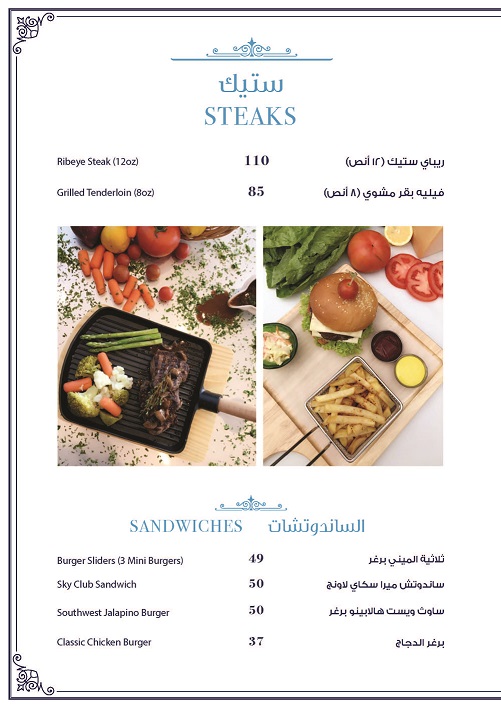 ستيك
STEAKS
Ribeye Steak (12oz) 110 ريباي ستيك (١٢ أنص)
Grilled Tenderloin (8oz) 85 فيليه بقر مشوي (٨ أنص)
SANDWICHES الساندوتشات
Burger Sliders (3 Mini Burgers) 49 ثلاثية الميني برغر
Sky Club Sandwich 50 ساندوتش ميرا سكاي لاونج
Southwest Jalapino Burger 50 ساوث ويست هالابينو برغر
Classic Chicken Burger 37 برغر الدجاج